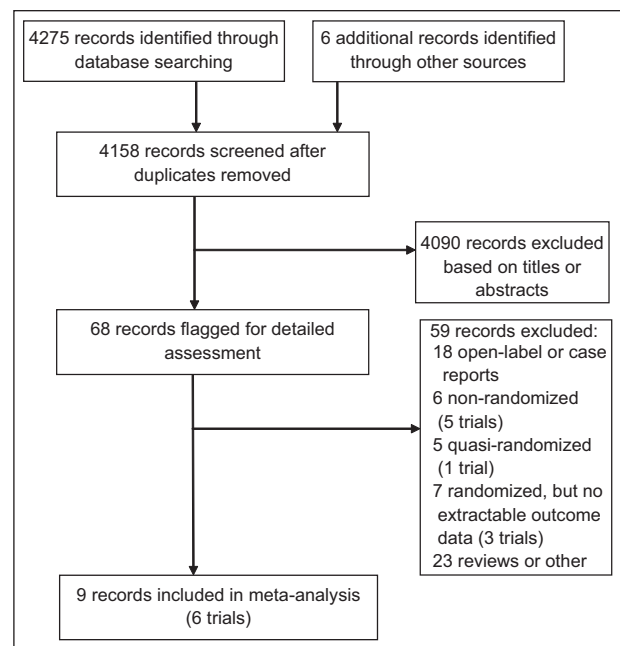 4275 records identified through
database searching
6 additional records identified
through other sources
4158 records screened after
duplicates removed
4090 records excluded
based on titles or
abstracts
68 records flagged for detailed
assessment
59 records excluded:
18 open-label or case
reports
6 non-randomized
(5 trials)
5 quasi-randomized
(1 trial)
7 randomized, but no
extractable outcome
data (3 trials)
23 reviews or other
9 records included in meta-analysis
(6 trials)